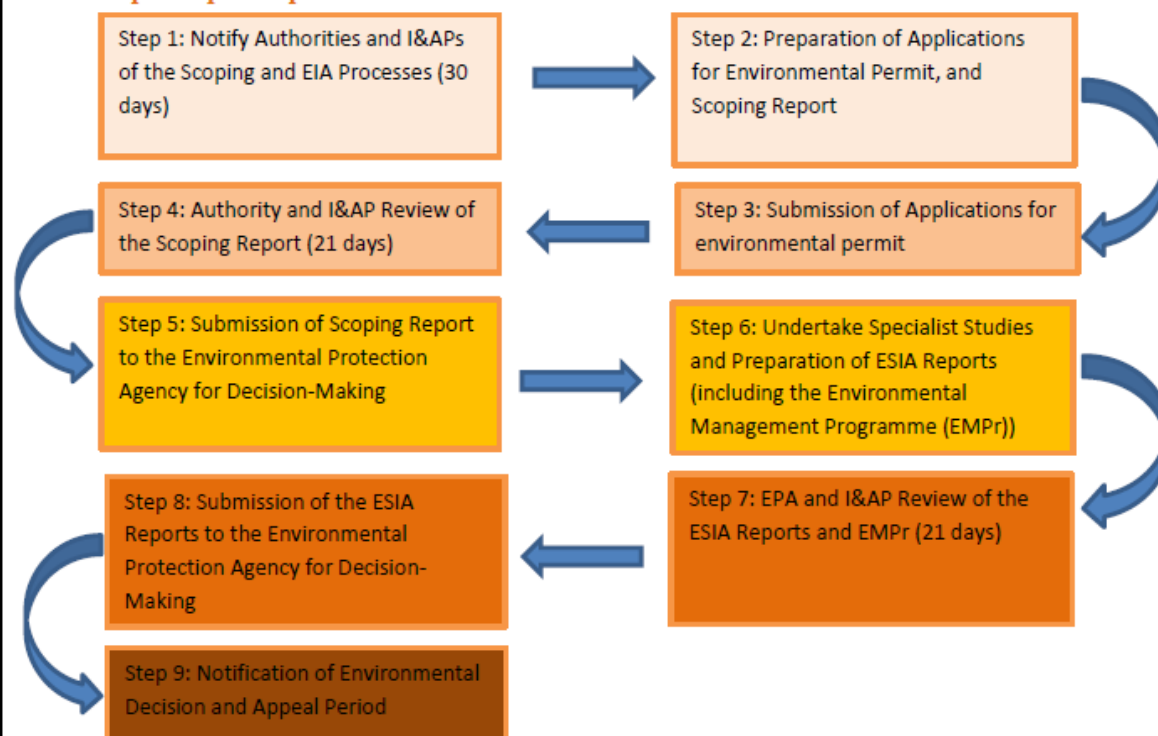 Step 1: Notify Authorities and I&APs
of the Scoping and EIA Processes (30
days)
Step 2: Preparation of Applications
for Environmental Permit, and
Scoping Report
Step 3: Submission of Applications for
environmental permit
Step 4: Authority and I&AP Review of
the Scoping Report (21 days)
Step 5: Submission of Scoping Report
to the Environmental Protection
Agency for Decision-Making
Step 6: Undertake Specialist Studies
and Preparation of ESIA Reports
(including the Environmental
Management Programme (EMPr))
Step 7: EPA and I&AP Review of the
ESIA Reports and EMPr (21 days)
Step 8: Submission of the ESIA
Reports to the Environmental
Protection Agency for Decision-
Making
Step 9: Notification of Environmental
Decision and Appeal Period